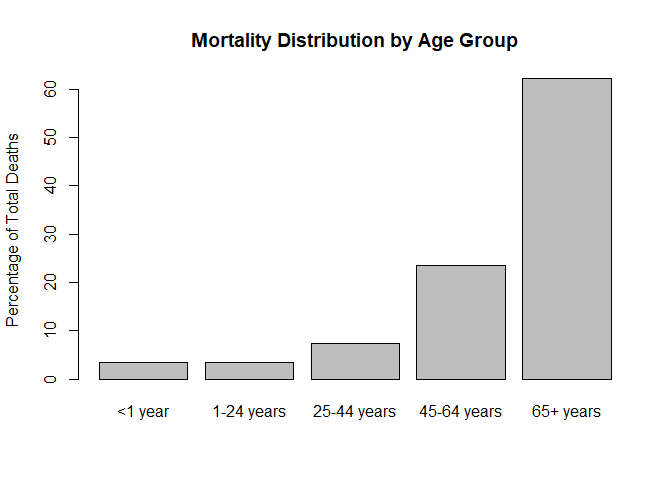 Mortality Distribution by Age Group
Percentage of Total Deaths
60
50
40
30
20
10
0
<1 year
1-24 years
25-44 years
45-64 years
65+ years